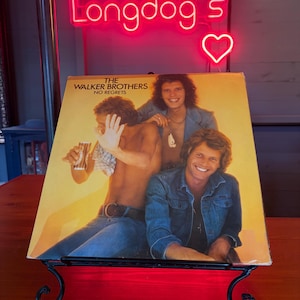 Longdog's
THE
WALKER BROTHERS
NO REGRETS